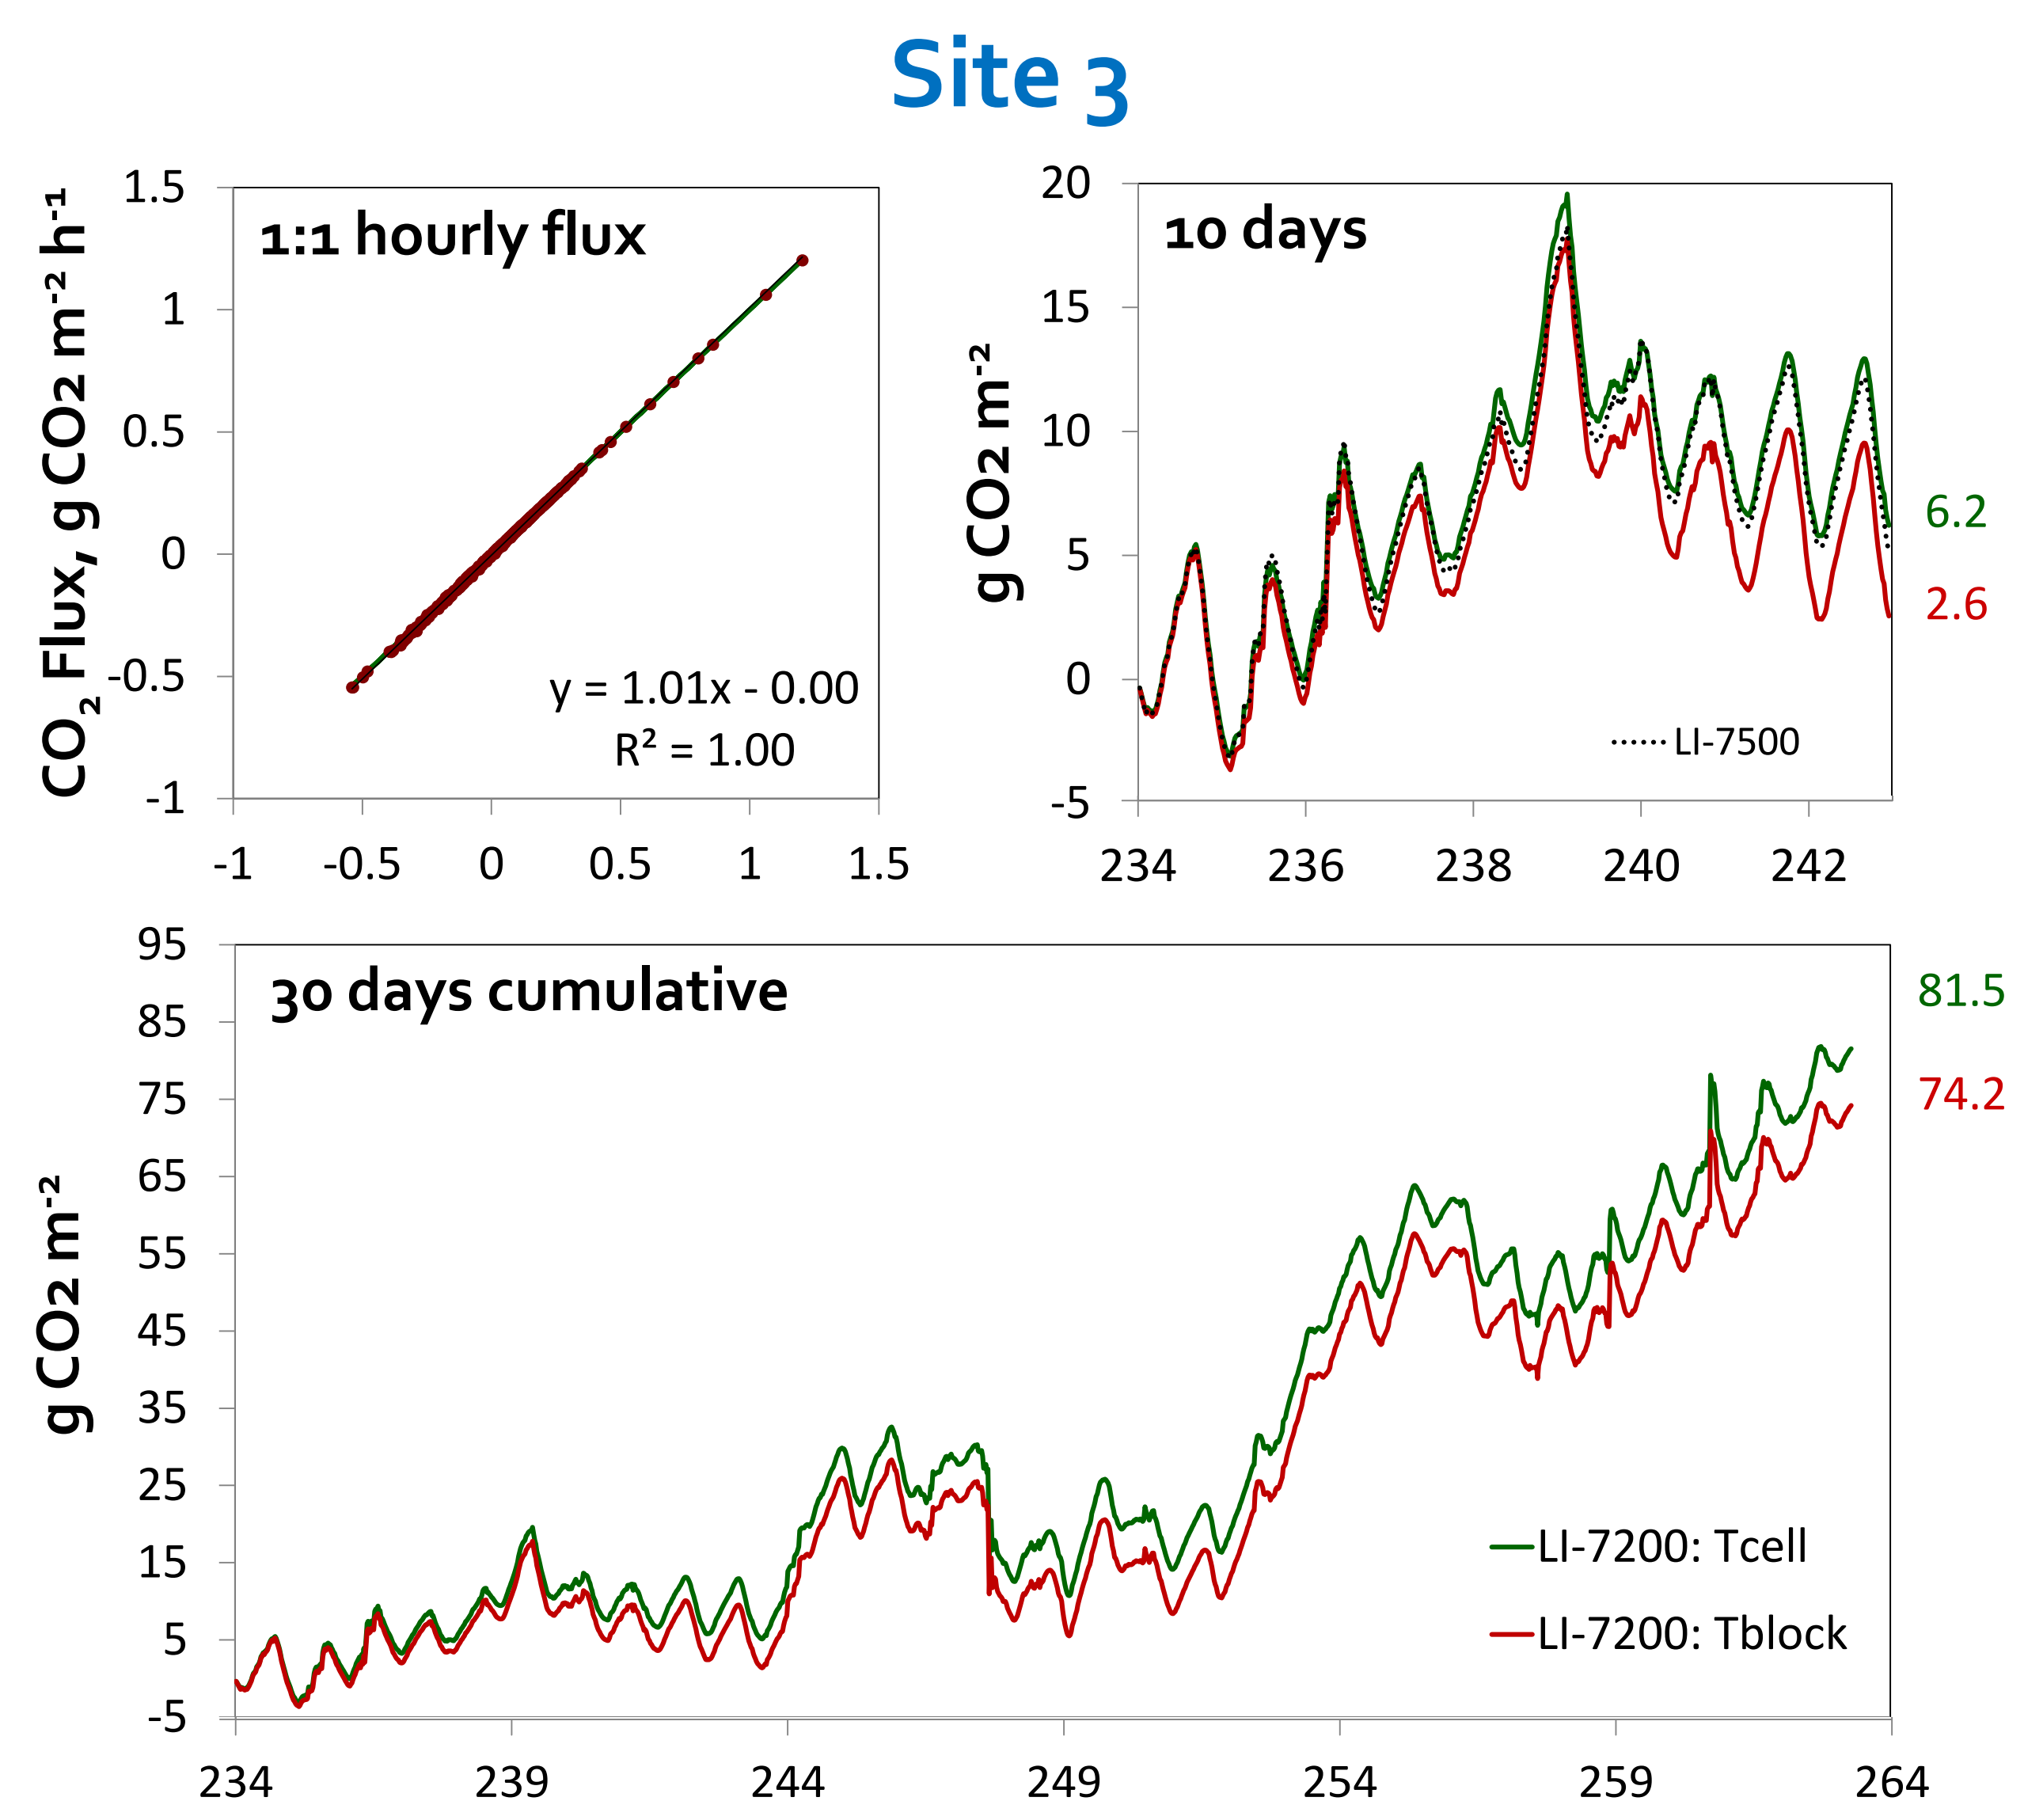 Site 3
CO₂ Flux, g CO2 m⁻² h⁻¹
1.5
1
0.5
0
-0.5
-1
1:1 hourly flux
y = 1.01x - 0.00
R² = 1.00
-1 -0.5 0 0.5 1 1.5
g CO2 m⁻²
20
15
10
5
0
-5
10 days
LI-7500
6.2
2.6
234 236 238 240 242
g CO2 m⁻²
95
85
75
65
55
45
35
25
15
5
-5
30 days cumulative
81.5
74.2
LI-7200: Tcell
LI-7200: Tblock
234 239 244 249 254 259 264